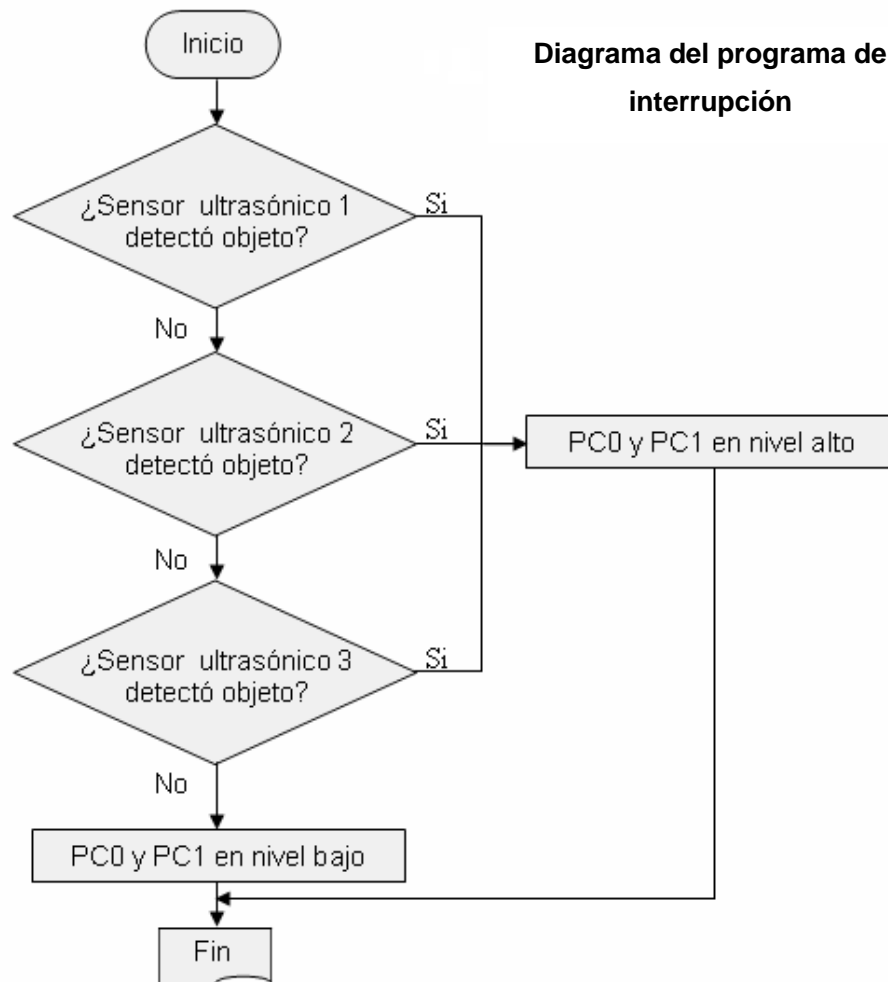 Inicio
Diagrama del programa de
interrupción
¿Sensor ultrasónico 1
detectó objeto?
Si
No
¿Sensor ultrasónico 2
detectó objeto?
Si
PC0 y PC1 en nivel alto
No
¿Sensor ultrasónico 3
detectó objeto?
Si
No
PC0 y PC1 en nivel bajo
Fin